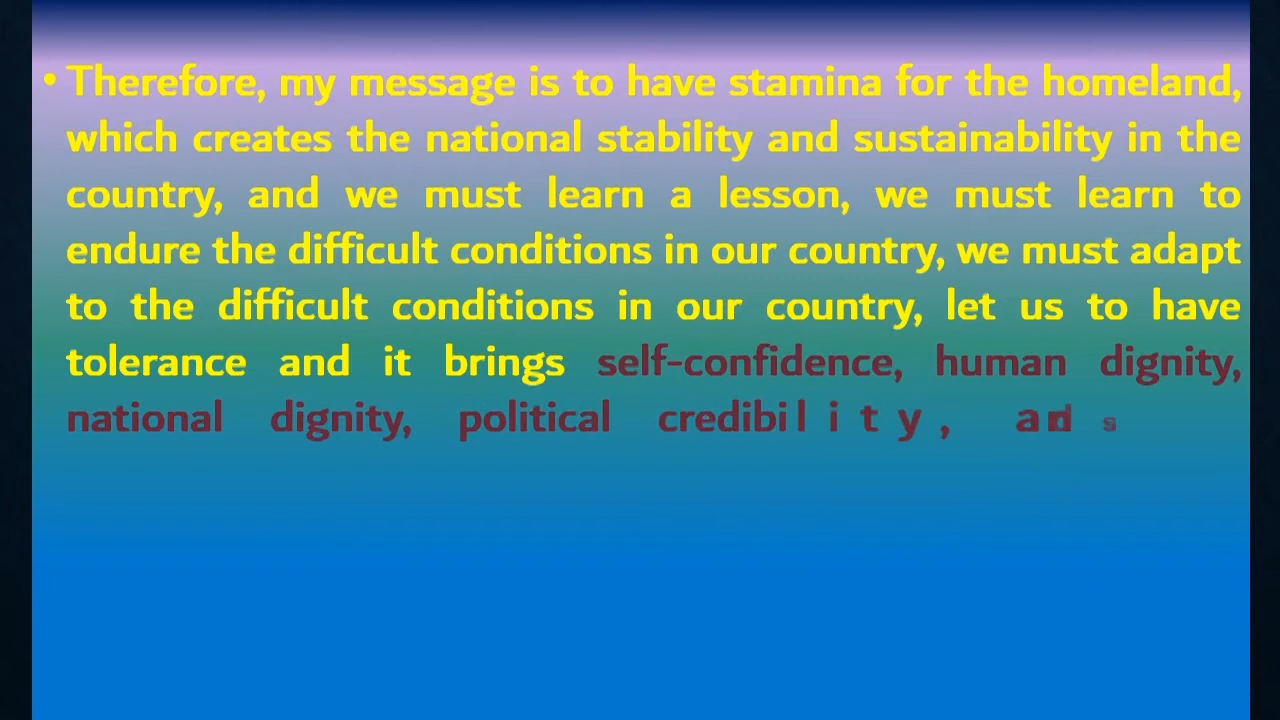 • Therefore, my message is to have stamina for the homeland,
which creates the national stability and sustainability in the
country, and we must learn a lesson, we must learn to
endure the difficult conditions in our country, we must adapt
to the difficult conditions in our country, let us to have
tolerance and it brings self-confidence, human dignity,
national dignity, political credibility,